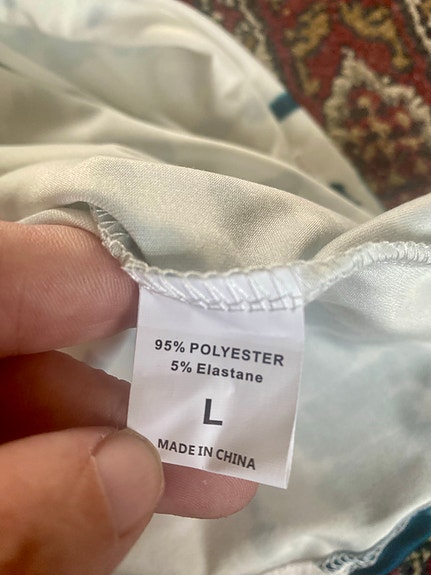 95% POLYESTER
5% Elastane
L
MADE IN CHINA